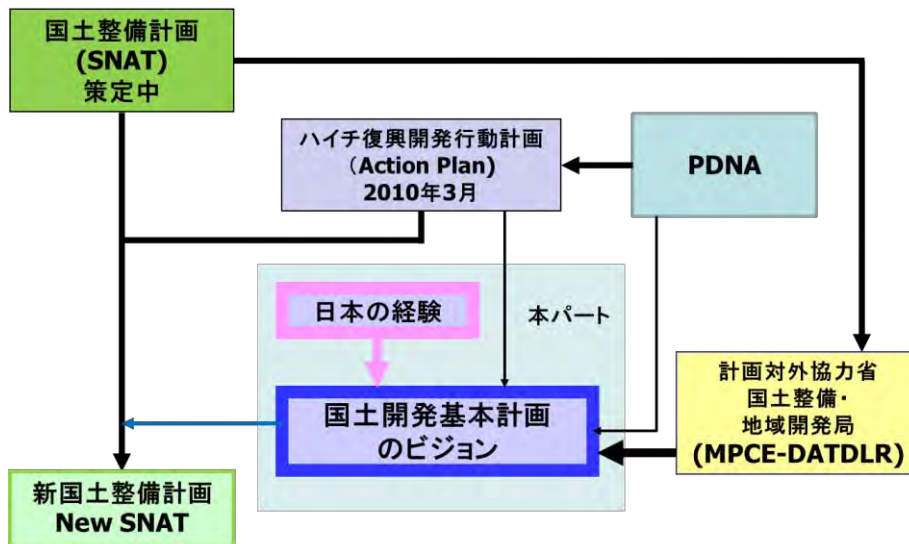 国土整備計画
(SNAT)
策定中
ハイチ復興開発行動計画
（Action Plan)
2010年3月
PDNA
日本の経験
本パート
国土開発基本計画
のビジョン
計画対外協力省
国土整備・
地域開発局
(MPCE-DATDLR)
新国土整備計画
New SNAT